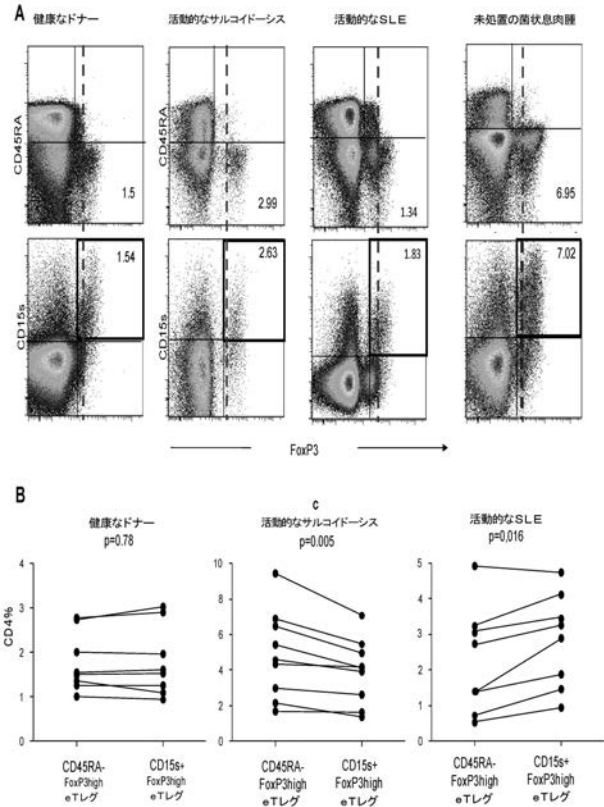 A
健康なドナー
活動的なサルコイドーシス
活動的なSLE
未処置の菌状息肉腫
CD45RA
CD45RA
CD45RA
CD45RA
1.5
2.99
1.34
6.95
CD15s
CD15s
CD15s
CD15s
1.54
2.63
1.83
7.02
FoxP3
B
c
健康なドナー
p=0.78
活動的なサルコイドーシス
p=0.005
活動的なSLE
p=0,016
CD4%
4
3
2
1
0
10
8
6
4
2
0
5
4
3
2
1
0
CD45RA-
FoxP3high
eTレグ
CD15s+
FoxP3high
eTレグ
CD45RA-
FoxP3high
eTレグ
CD15s+
FoxP3high
eTレグ
CD45RA-
FoxP3high
eTレグ
CD15s+
FoxP3high
eTレグ